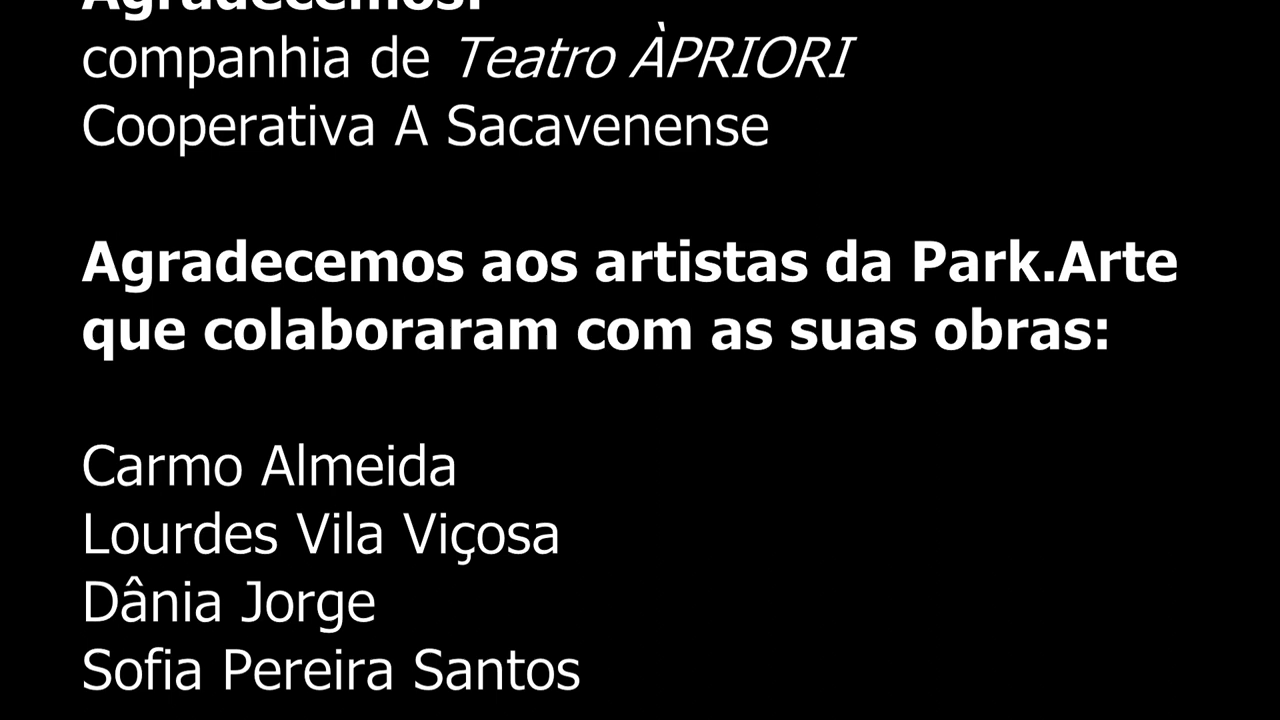 Agradecemos:
companhia de Teatro ÀPRIORI
Cooperativa A Sacavenense
Agradecemos aos artistas da Park.Arte
que colaboraram com as suas obras:
Carmo Almeida
Lourdes Vila Viçosa
Dânia Jorge
Sofia Pereira Santos